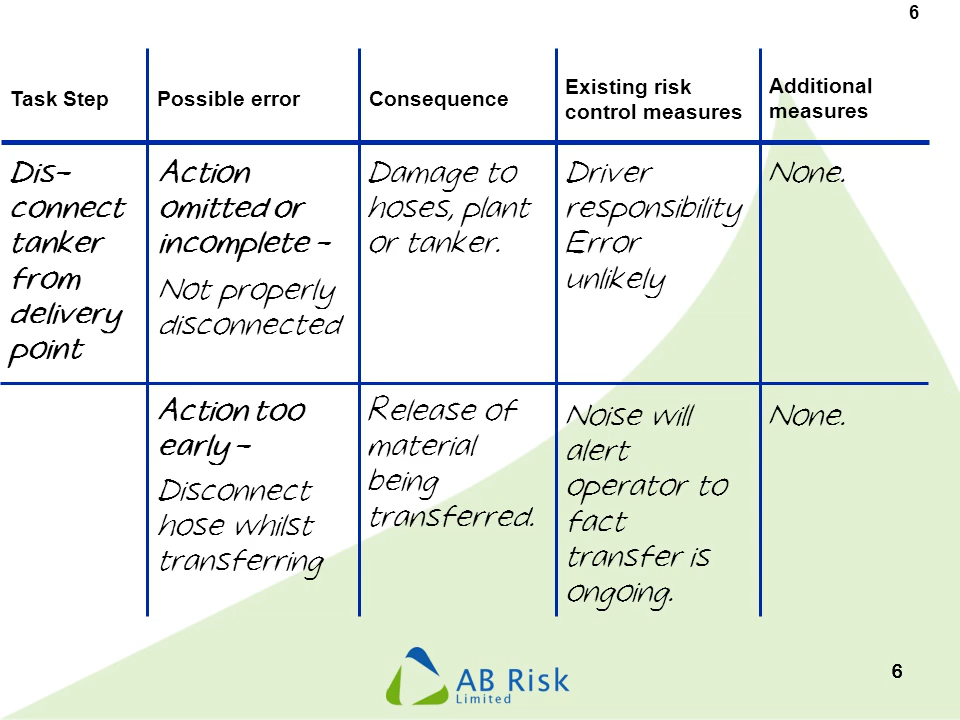 6
Task Step
Possible error
Consequence
Existing risk
control measures
Additional
measures
Dis-
connect
tanker
from
delivery
point
Action
omitted or
incomplete -
Not properly
disconnected
Damage to
hoses, plant
or tanker.
Driver
responsibility
Error
unlikely
None.
Action too
early -
Disconnect
hose whilst
transferring
Release of
material
being
transferred.
Noise will
alert
operator to
fact
transfer is
ongoing.
None.
AB Risk
Limited
6